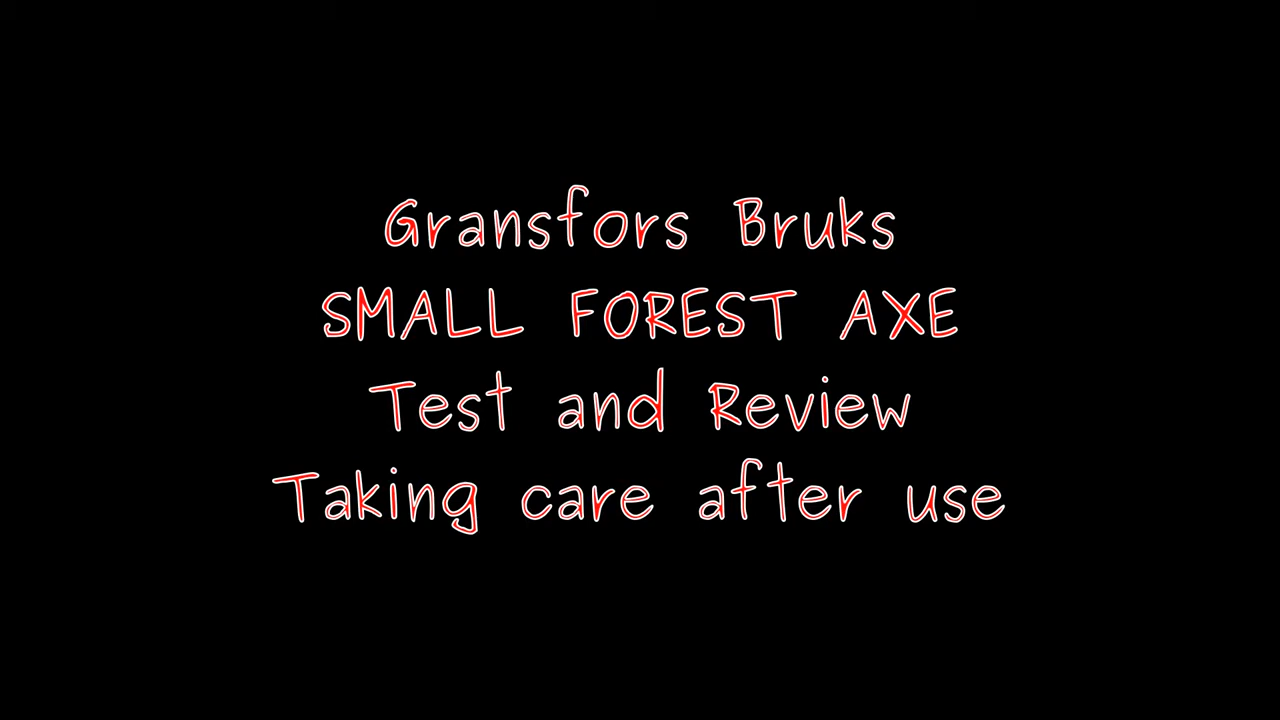 Gransfors Bruks
SMALL FOREST AXE
Test and Review
Taking care after use